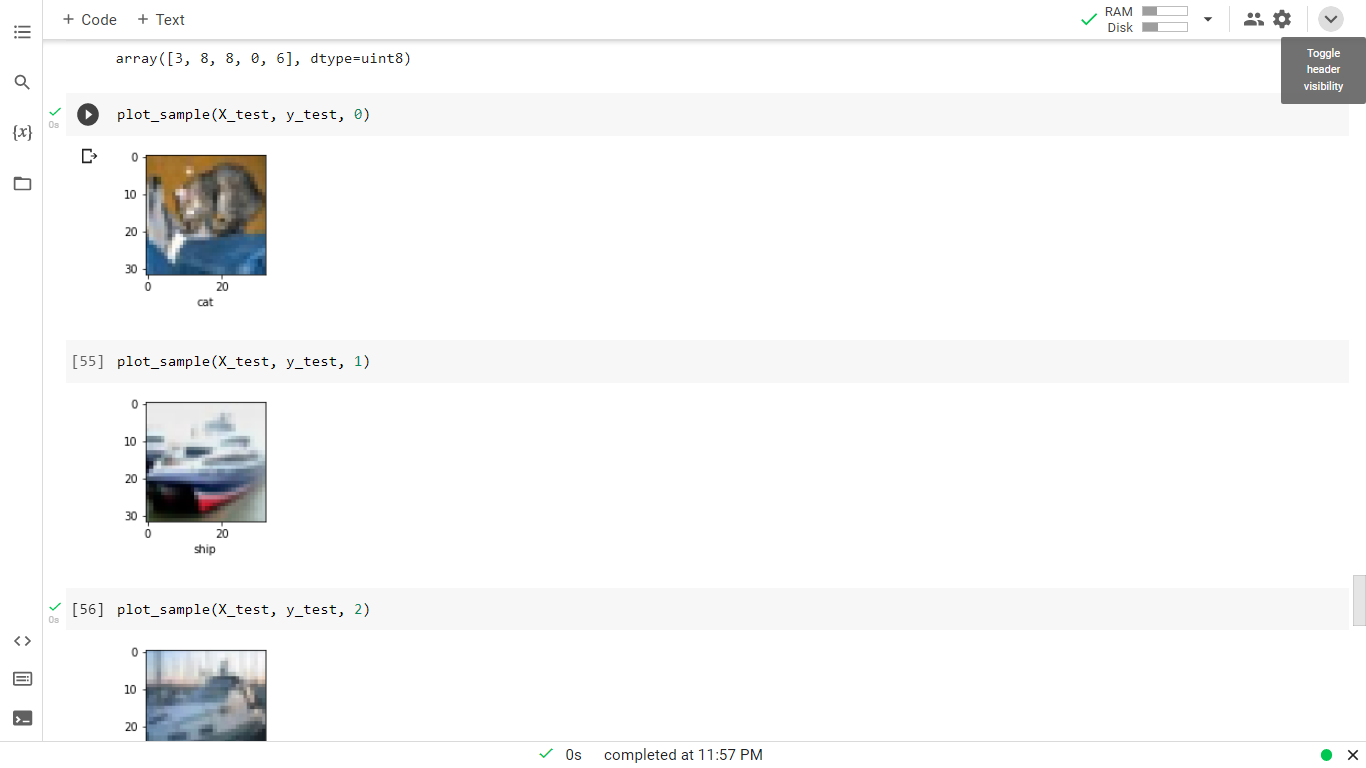 + Code + Text
RAM
Disk
Toggle
header
visibility
array([3, 8, 8, 0, 6], dtype=uint8)
{x}
0s
plot_sample(X_test, y_test, 0)
0
10
20
30
0 20
cat
[55] plot_sample(X_test, y_test, 1)
0
10
20
30
0 20
ship
0s
[56] plot_sample(X_test, y_test, 2)
0
10
20
0s completed at 11:57 PM